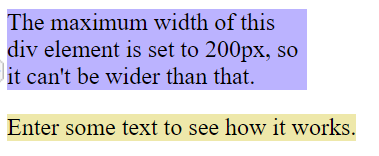 The maximum width of this
div element is set to 200px, so
it can't be wider than that.
Enter some text to see how it works.